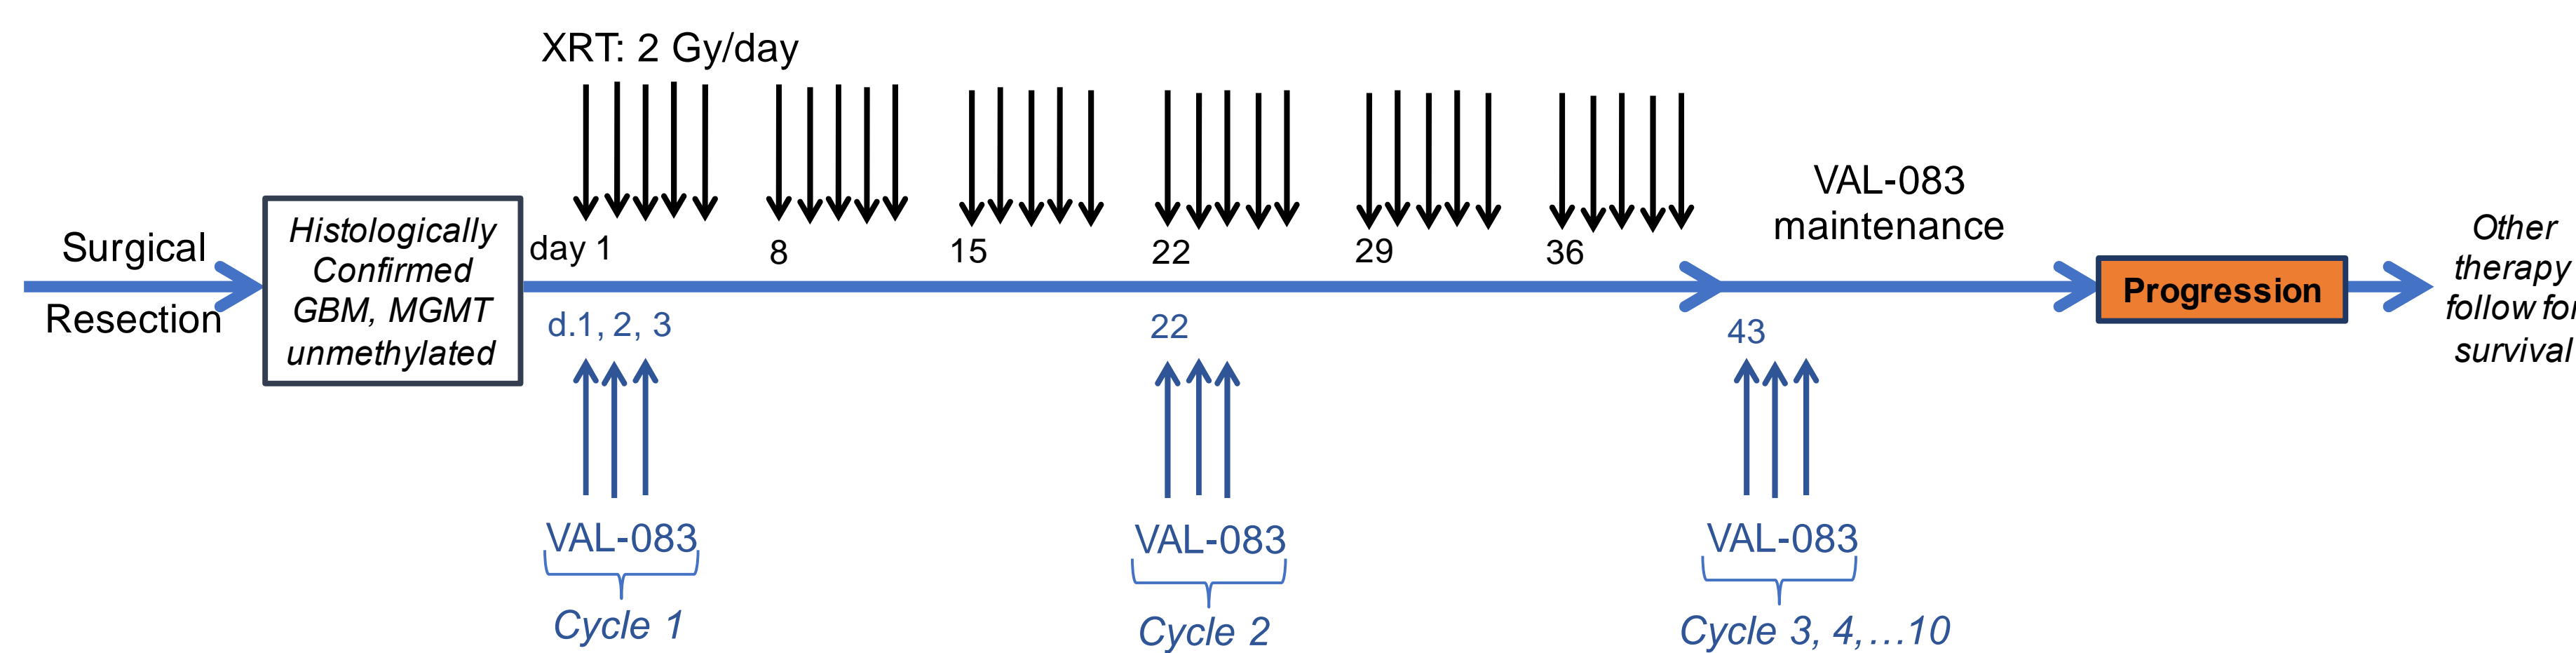 XRT: 2 Gy/day
Surgical
Resection
Histologically
Confirmed
GBM, MGMT
unmethylated
day 1
8
15
22
29
36
VAL-083
maintenance
Progression
Other
therapy
follow for
survival
d.1, 2, 3
22
43
VAL-083
VAL-083
VAL-083
Cycle 1
Cycle 2
Cycle 3, 4,...10